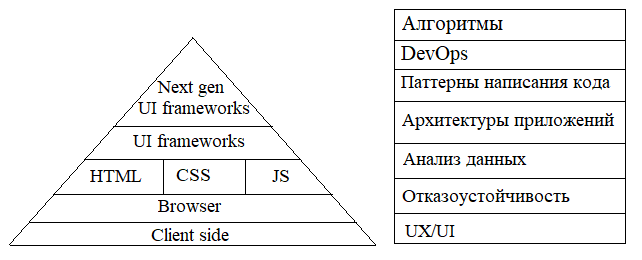 Next gen
UI frameworks
UI frameworks
HTML CSS JS
Browser
Client side
Алгоритмы
DevOps
Паттерны написания кода
Архитектуры приложений
Анализ данных
Отказоустойчивость
UX/UI